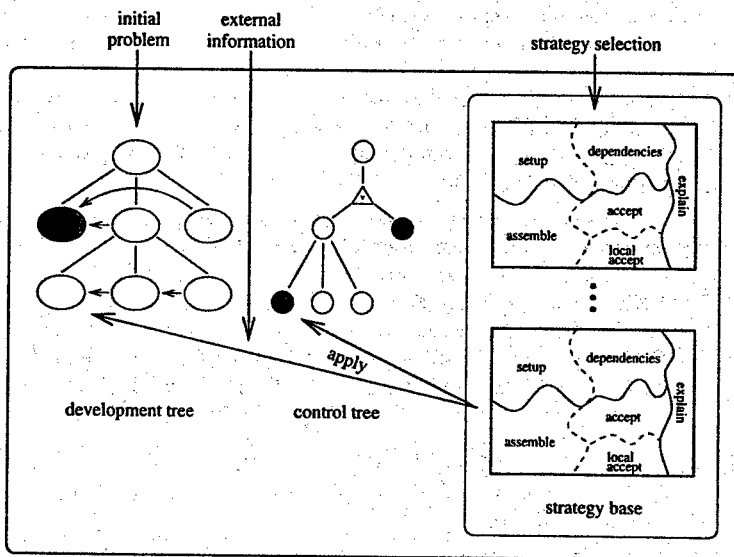 initial
problem
external
information
strategy selection
setup
dependencies
explain
assemble
accept
local
accept
apply
setup
dependencies
explain
assemble
accept
local
accept
development tree
control tree
strategy base